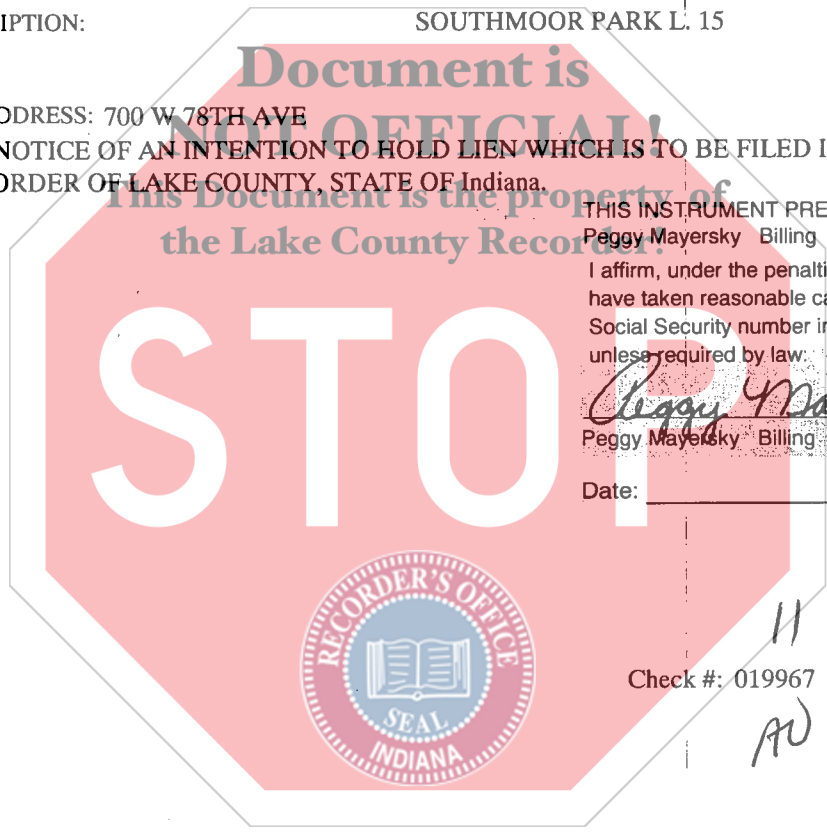 IPTION: SOUTHMOOR PARK L. 15
Document is
DDRESS: 700 W 78TH AVE
NOT OFFICIAL!
NOTICE OF AN INTENTION TO HOLD LIEN WHICH IS TO BE FILED I
ORDER OF LAKE COUNTY, STATE OF Indiana.
This Document is the property of
the Lake County Recorder!
THIS INSTRUMENT PRE
Peggy Mayersky Billing
I affirm, under the penalti
have taken reasonable ca
Social Security number in
unless required by law:
Peggy Ma
Peggy Mayersky Billing
Date:
STOP
RECORDER'S OFFICE
SEAL
INDIANA
11
Check #: 019967